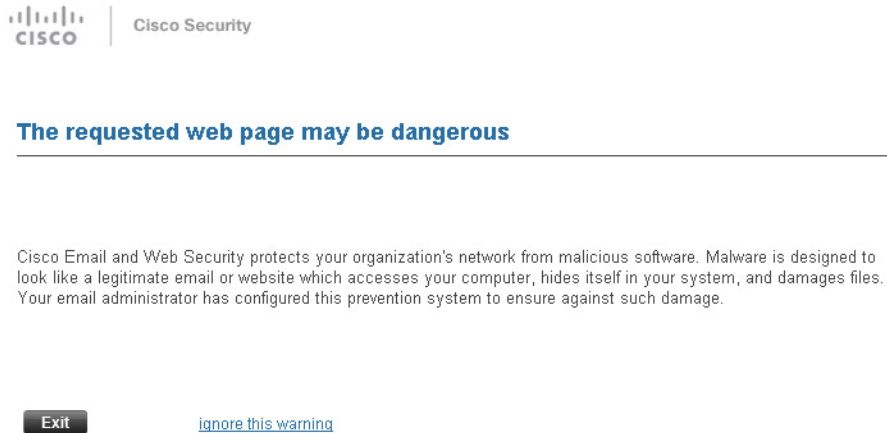 CISCO
Cisco Security
The requested web page may be dangerous
Cisco Email and Web Security protects your organization's network from malicious software. Malware is designed to
look like a legitimate email or website which accesses your computer, hides itself in your system, and damages files.
Your email administrator has configured this prevention system to ensure against such damage.
Exit
ignore this warning